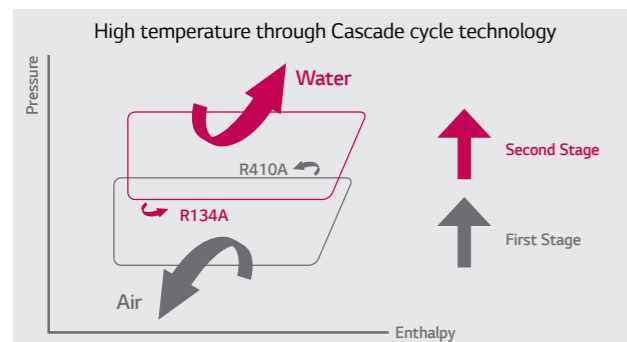 High temperature through Cascade cycle technology
Pressure
Water
R410A
Second Stage
R134A
First Stage
Air
Enthalpy